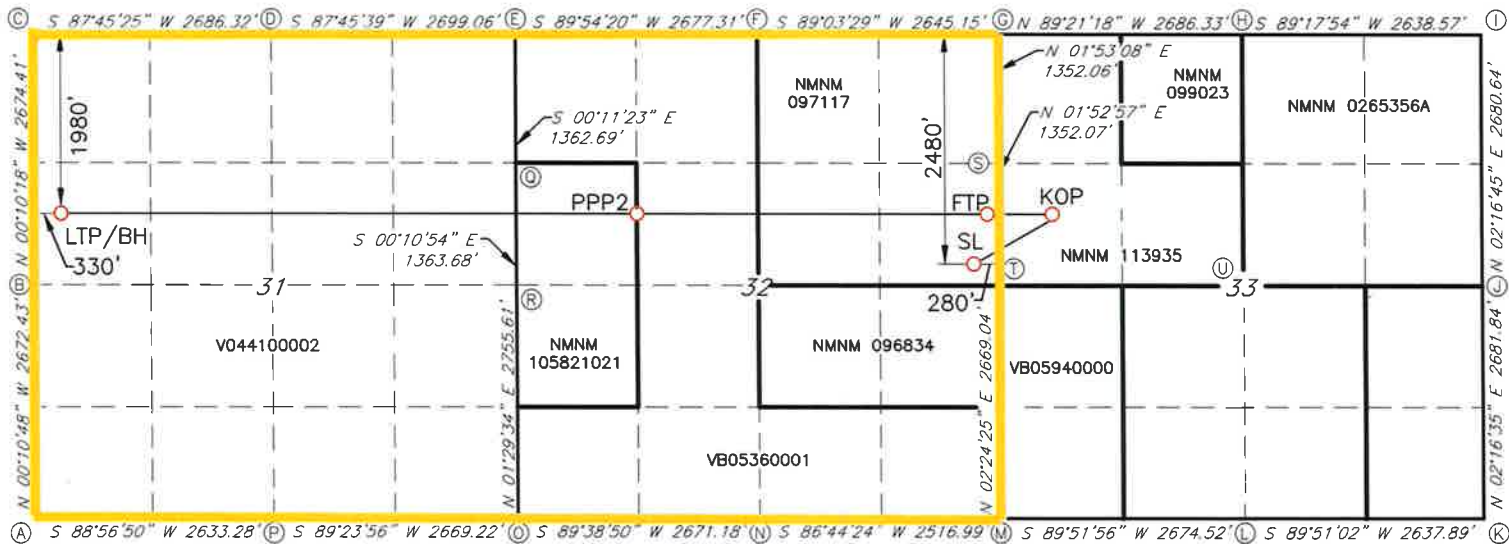 C S 87°45'25" W 2686.32' D S 87°45'39" W 2699.06' E S 89°54'20" W 2677.31' F S 89°03'29" W 2645.15' G N 89°21'18" W 2686.33' H S 89°17'54" W 2638.57' I
N 00°10'18" W 2674.41'
1980'
NMNM
097117
2480'
N 01°53'08" E
1352.06'
NMNM
099023
NMNM 0265356A
N 02°16'45" E 2680.64'
S 00°11'23" E
1362.69'
N 01°52'57" E
1352.07'
Q
S
PPP2
FTP
KOP
LTP/BH
330'
S 00°10'54" E
1363.68'
SL
NMNM 113935
B
31
R
32
T
280'
U
33
J
N 00°10'48" W 2672.43'
V044100002
N 01°29'34" E 2755.61'
NMNM
105821021
NMNM 096834
N 02°24'25" E 2669.04'
VB05940000
N 02°16'35" E 2681.84'
VB05360001
A S 88°56'50" W 2633.28' P S 89°23'56" W 2669.22' O S 89°38'50" W 2671.18' N S 86°44'24" W 2516.99' M S 89°51'56" W 2674.52' L S 89°51'02" W 2637.89' K